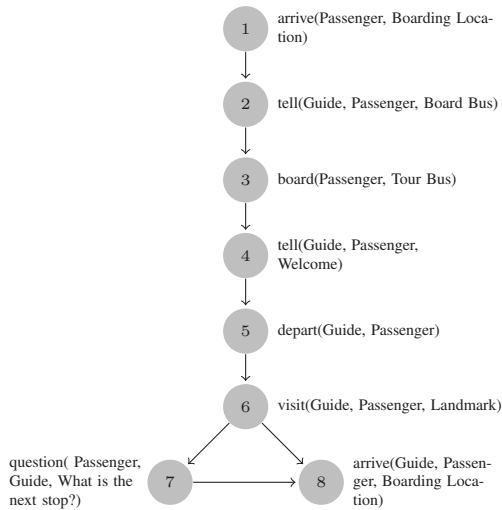 1
arrive(Passenger, Boarding Loca-
tion)
2
tell(Guide, Passenger, Board Bus)
3
board(Passenger, Tour Bus)
4
tell(Guide, Passenger,
Welcome)
5
depart(Guide, Passenger)
6
visit(Guide, Passenger, Landmark)
question( Passenger,
Guide, What is the
next stop?)
7
8
arrive(Guide, Passen-
ger, Boarding Loca-
tion)